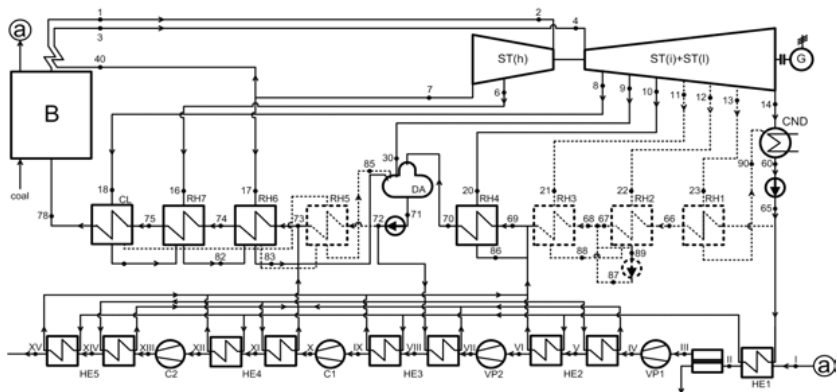 1
2
3
4
40
a
B
coal
78
ST(h)
ST(i)+ST(l)
G
7
6
8
9
10
11
12
13
14
CND
90
60
65
18
CL
16
RH7
17
RH6
85
30
DA
RH5
20
RH4
21
RH3
22
RH2
23
RH1
75
74
73
72
71
70
69
68
67
66
82
83
86
88
89
87
XV
XIV
XIII
XII
XI
X
IX
VIII
VII
VI
V
IV
III
II
I
a
HE5
C2
HE4
C1
HE3
VP2
HE2
VP1
HE1